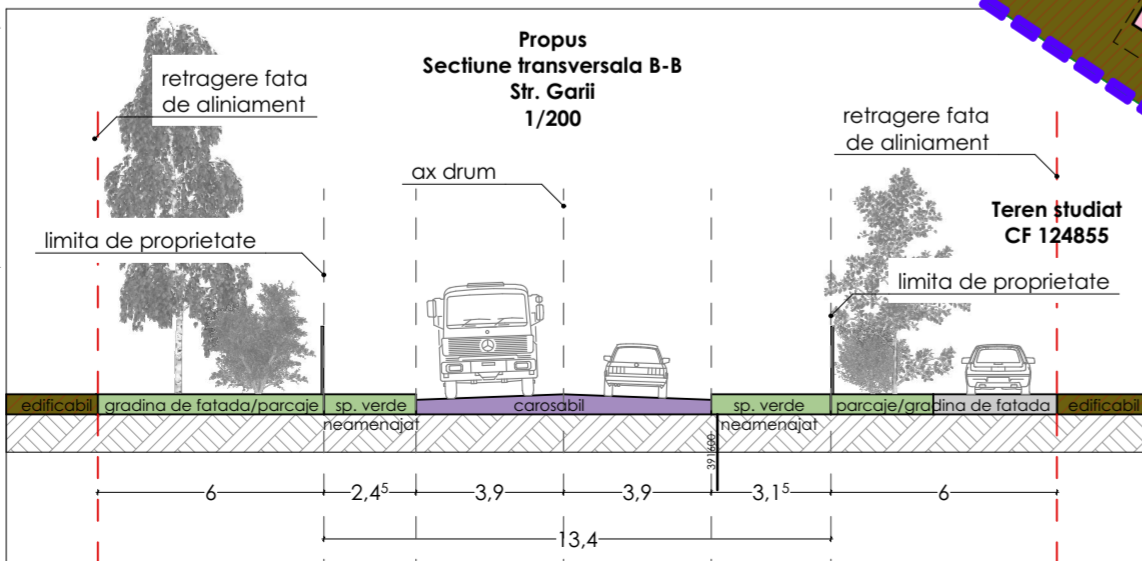 Propus
Sectiune transversala B-B
Str. Garii
1/200
retragere fata
de aliniament
retragere fata
de aliniament
ax drum
Teren studiat
CF 124855
limita de proprietate
limita de proprietate
edificabil
gradina de fatada/parcaje
sp. verde
neamenajat
carosabil
sp. verde
neamenajat
parcaje/gradina de fatada
edificabil
391600
6
2,4⁵
3,9
3,9
3,1⁵
6
13,4